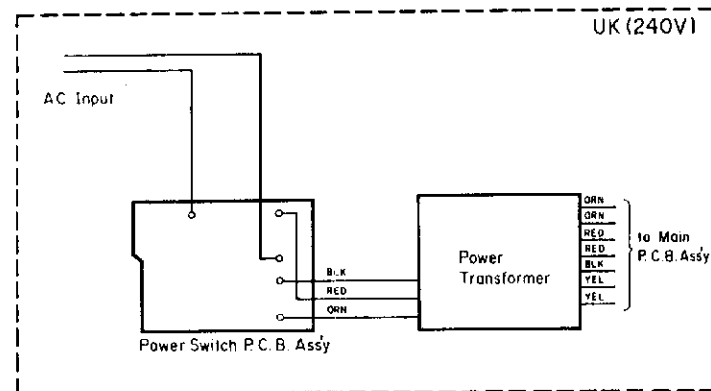 UK (240V)
AC Input
BLK
RED
ORN
Power Switch P.C.B. Ass'y
Power
Transformer
ORN
ORN
RED
RED
BLK
YEL
YEL
to Main
P.C.B. Ass'y